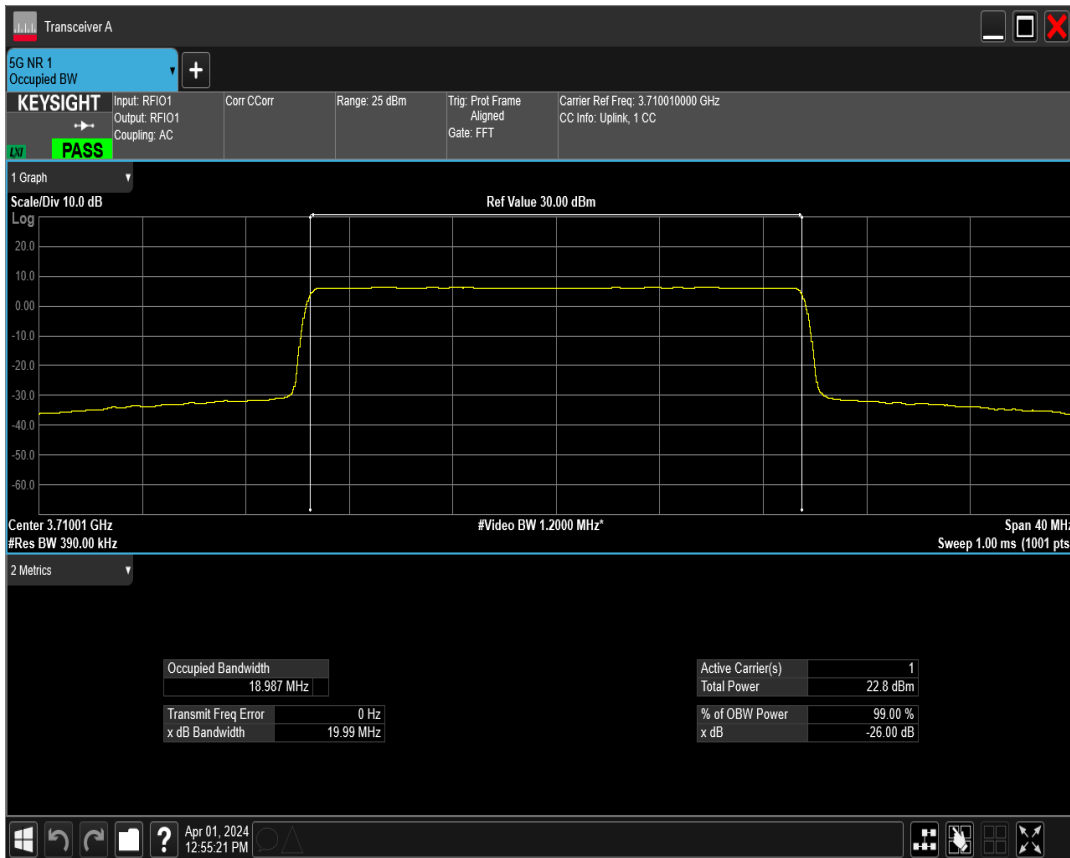 Transceiver A
5G NR 1
Occupied BW
KEYSIGHT
Input: RFIO1
Output: RFIO1
Coupling: AC
Corr CCorr
Range: 25 dBm
Trig: Prot Frame
Aligned
Gate: FFT
Carrier Ref Freq: 3.710010000 GHz
CC Info: Uplink, 1 CC
LXI
PASS
1 Graph
Scale/Div 10.0 dB
Ref Value 30.00 dBm
Log
20.0
10.0
0.00
-10.0
-20.0
-30.0
-40.0
-50.0
-60.0
Center 3.71001 GHz
#Video BW 1.2000 MHz*
Span 40 MHz
#Res BW 390.00 kHz
Sweep 1.00 ms (1001 pts
2 Metrics
Occupied Bandwidth
18.987 MHz
Transmit Freq Error 0 Hz
x dB Bandwidth 19.99 MHz
Active Carrier(s) 1
Total Power 22.8 dBm
% of OBW Power 99.00 %
x dB -26.00 dB
?
Apr 01, 2024
12:55:21 PM